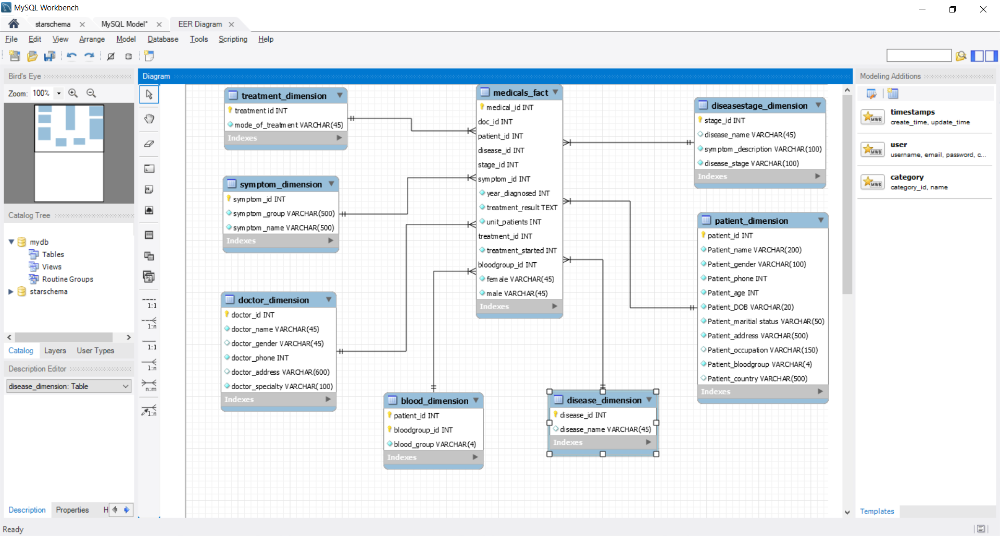 MySQL Workbench
starschema
MySQL Model*
EER Diagram
File Edit View Arrange Model Database Tools Scripting Help
Bird's Eye
Zoom: 100%
Catalog Tree
mydb
Tables
Views
Routine Groups
starschema
Catalog Layers User Types
Description Editor
disease_dimension: Table
Description Properties H
Ready
Diagram
1:1
1:n
1:1
1:n
n:m
1:n
treatment_dimension
treatment id INT
mode_of_treatment VARCHAR(45)
Indexes
symptom_dimension
symptom_id INT
symptom_group VARCHAR(500)
symptom_name VARCHAR(500)
Indexes
doctor_dimension
doctor_id INT
doctor_name VARCHAR(45)
doctor_gender VARCHAR(45)
doctor_phone INT
doctor_address VARCHAR(600)
doctor_specialty VARCHAR(100)
Indexes
medicals_fact
medical_id INT
doc_id INT
patient_id INT
disease_id INT
stage_id INT
symptom_id INT
year_diagnosed INT
treatment_result TEXT
unit_patients INT
treatment_id INT
treatment_started INT
bloodgroup_id INT
female VARCHAR(45)
male VARCHAR(45)
Indexes
blood_dimension
patient_id INT
bloodgroup_id INT
blood_group VARCHAR(4)
Indexes
disease_dimension
disease_id INT
disease_name VARCHAR(45)
Indexes
diseasestage_dimension
stage_id INT
disease_name VARCHAR(45)
symptom_description VARCHAR(100)
disease_stage VARCHAR(100)
Indexes
patient_dimension
patient_id INT
Patient_name VARCHAR(200)
Patient_gender VARCHAR(100)
Patient_phone INT
Patient_age INT
Patient_DOB VARCHAR(20)
Patient_maritial status VARCHAR(50)
Patient_address VARCHAR(500)
Patient_occupation VARCHAR(150)
Patient_bloodgroup VARCHAR(4)
Patient_country VARCHAR(500)
Indexes
Modeling Additions
MWB
timestamps
create_time, update_time
MWB
user
username, email, password, c...
MWB
category
category_id, name
Templates